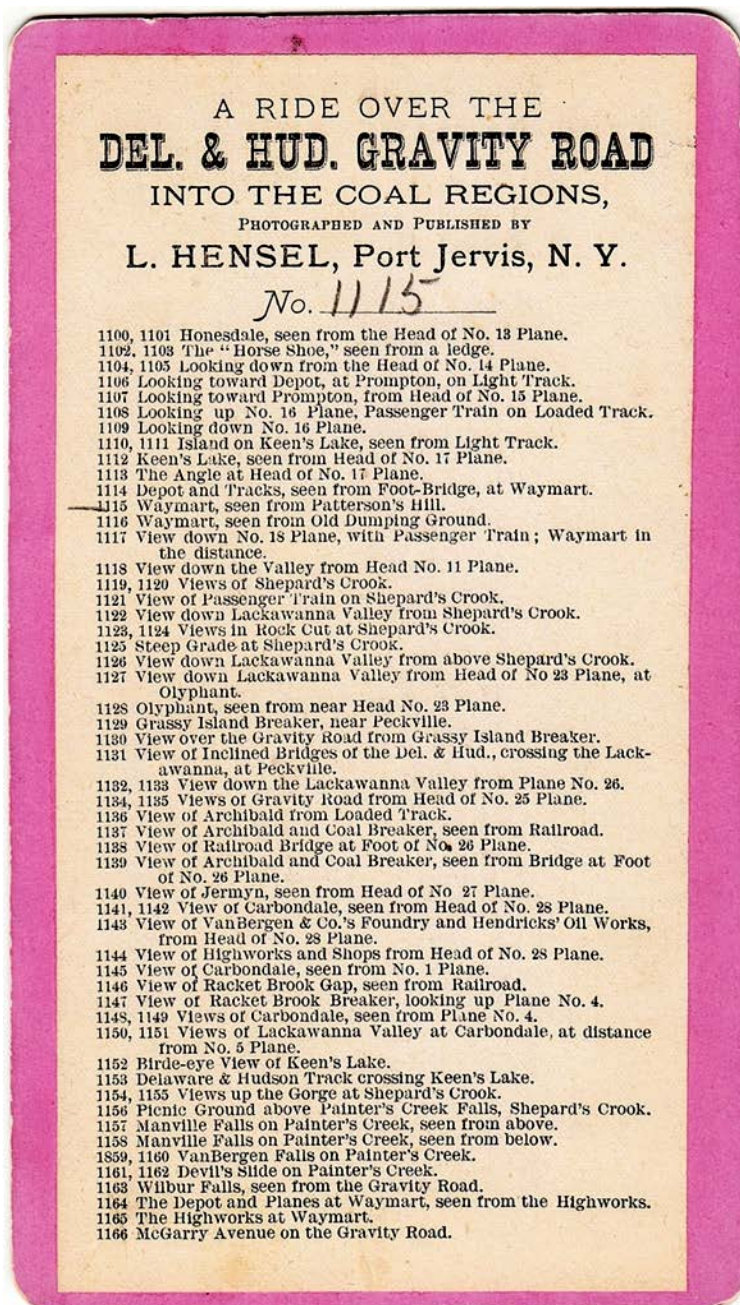 A RIDE OVER THE
DEL. & HUD. GRAVITY ROAD
INTO THE COAL REGIONS,
PHOTOGRAPHED AND PUBLISHED BY
L. HENSEL, Port Jervis, N. Y.
No. 1115
1100, 1101 Honesdale, seen from the Head of No. 13 Plane.
1102, 1103 The "Horse Shoe," seen from a ledge.
1104, 1105 Looking down from the Head of No. 14 Plane.
1106 Looking toward Depot, at Prompton, on Light Track.
1107 Looking toward Prompton, from Head of No. 15 Plane.
1108 Looking up No. 16 Plane, Passenger Train on Loaded Track.
1109 Looking down No. 16 Plane.
1110, 1111 Island on Keen's Lake, seen from Light Track.
1112 Keen's Lake, seen from Head of No. 17 Plane.
1113 The Angle at Head of No. 17 Plane.
1114 Depot and Tracks, seen from Foot-Bridge, at Waymart.
1115 Waymart, seen from Patterson's Hill.
1116 Waymart, seen from Old Dumping Ground.
1117 View down No. 18 Plane, with Passenger Train; Waymart in
the distance.
1118 View down the Valley from Head No. 11 Plane.
1119, 1120 Views of Shepard's Crook.
1121 View of Passenger Train on Shepard's Crook.
1122 View down Lackawanna Valley from Shepard's Crook.
1123, 1124 Views in Rock Cut at Shepard's Crook.
1125 Steep Grade at Shepard's Crook.
1126 View down Lackawanna Valley from above Shepard's Crook.
1127 View down Lackawanna Valley from Head of No 23 Plane, at
Olyphant.
1128 Olyphant, seen from near Head No. 23 Plane.
1129 Grassy Island Breaker, near Peckville.
1130 View over the Gravity Road from Grassy Island Breaker.
1131 View of Inclined Bridges of the Del. & Hud., crossing the Lack-
awanna, at Peckville.
1132, 1133 View down the Lackawanna Valley from Plane No. 26.
1134, 1135 Views of Gravity Road from Head of No. 25 Plane.
1136 View of Archibald from Loaded Track.
1137 View of Archibald and Coal Breaker, seen from Railroad.
1138 View of Railroad Bridge at Foot of No. 26 Plane.
1139 View of Archibald and Coal Breaker, seen from Bridge at Foot
of No. 26 Plane.
1140 View of Jermyn, seen from Head of No 27 Plane.
1141, 1142 View of Carbondale, seen from Head of No. 28 Plane.
1143 View of VanBergen & Co.'s Foundry and Hendricks' Oil Works,
from Head of No. 28 Plane.
1144 View of Highworks and Shops from Head of No. 28 Plane.
1145 View of Carbondale, seen from No. 1 Plane.
1146 View of Racket Brook Gap, seen from Railroad.
1147 View of Racket Brook Breaker, looking up Plane No. 4.
1148, 1149 Views of Carbondale, seen from Plane No. 4.
1150, 1151 Views of Lackawanna Valley at Carbondale, at distance
from No. 5 Plane.
1152 Birde-eye View of Keen's Lake.
1153 Delaware & Hudson Track crossing Keen's Lake.
1154, 1155 Views up the Gorge at Shepard's Crook.
1156 Picnic Ground above Painter's Creek Falls, Shepard's Crook.
1157 Manville Falls on Painter's Creek, seen from above.
1158 Manville Falls on Painter's Creek, seen from below.
1859, 1160 VanBergen Falls on Painter's Creek.
1161, 1162 Devil's Slide on Painter's Creek.
1163 Wilbur Falls, seen from the Gravity Road.
1164 The Depot and Planes at Waymart, seen from the Highworks.
1165 The Highworks at Waymart.
1166 McGarry Avenue on the Gravity Road.